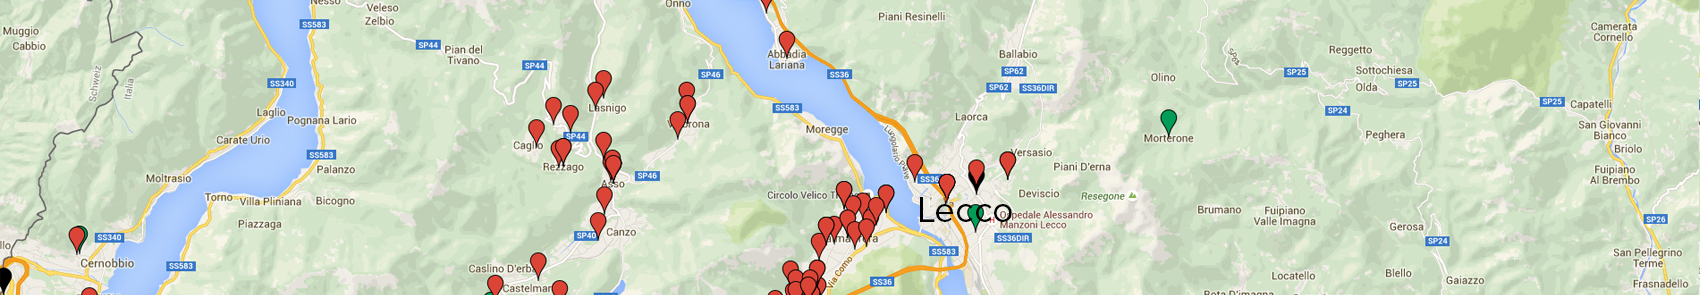 Nesso
Veleso
Zelbio
SS583
Muggio
Cabbio
SP44
Pian del
Tivano
Onno
Piani Resinelli
Abbadia
Lariana
SS36
Ballabio
SP62
SP62
SS36DIR
Camerata
Cornello
Reggetto
Sottochiesa
Olda
SP25
SP25
SP24
SP25
Olino
Capatelli
San Giovanni
Bianco
Briolo
Schweiz
Italia
SS340
SP44
SP46
Lasnigo
SS583
Laglio
Pognana Lario
Carate Urio
SS583
Palanzo
Caglio
SP44
Rezzago
Asso
SP46
Moregge
Lungolario Piave
Laorca
Versasio
Piani D'erna
Morterone
Peghera
Fuipiano
Al Brembo
Moltrasio
Torno
Villa Pliniana
Bicogno
Piazzaga
Circolo Velico
SS36
Lecco
Deviscio
Resegone
Ospedale Alessandro
Manzoni Lecco
SS36DIR
Brumano
Fuipiano
Valle Imagna
Gerosa
SP24
SP26
SS340
Cernobbio
SS583
SP40
Canzo
Caslino D'erba
Castelmar
Via Como
SS583
SS36
San Pellegrino
Terme
Frasnadello
Locatello
Blello
Gaiazzo
Rota D'imagna